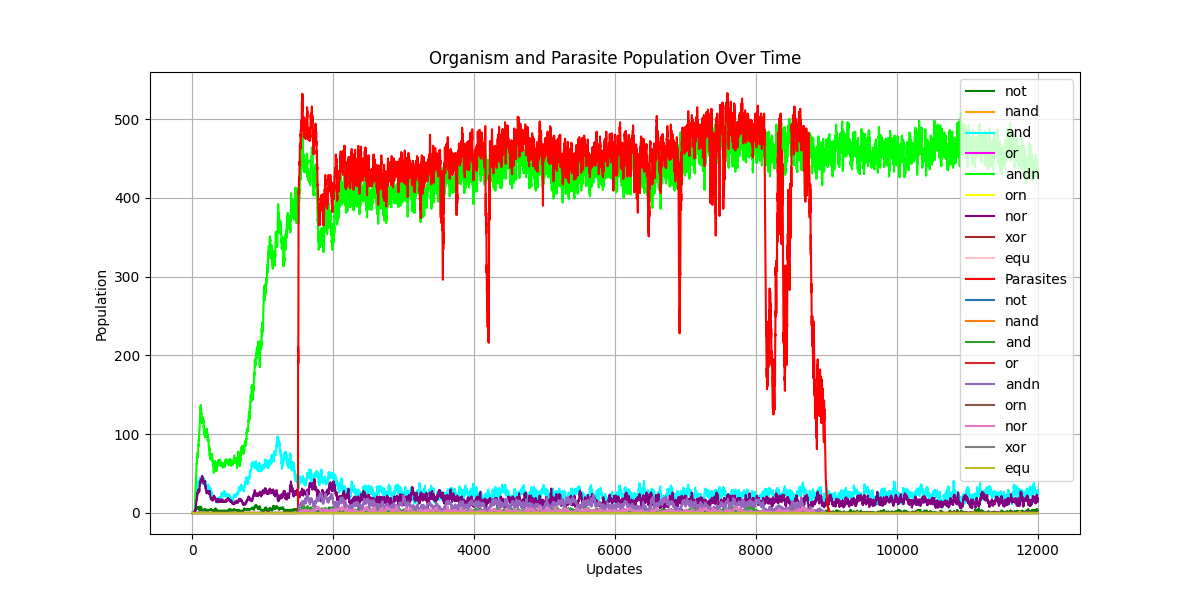 Organism and Parasite Population Over Time
Population
500
400
300
200
100
0
0
2000
4000
6000
8000
10000
12000
Updates
not
nand
and
or
andn
orn
nor
xor
equ
Parasites
not
nand
and
or
andn
orn
nor
xor
equ